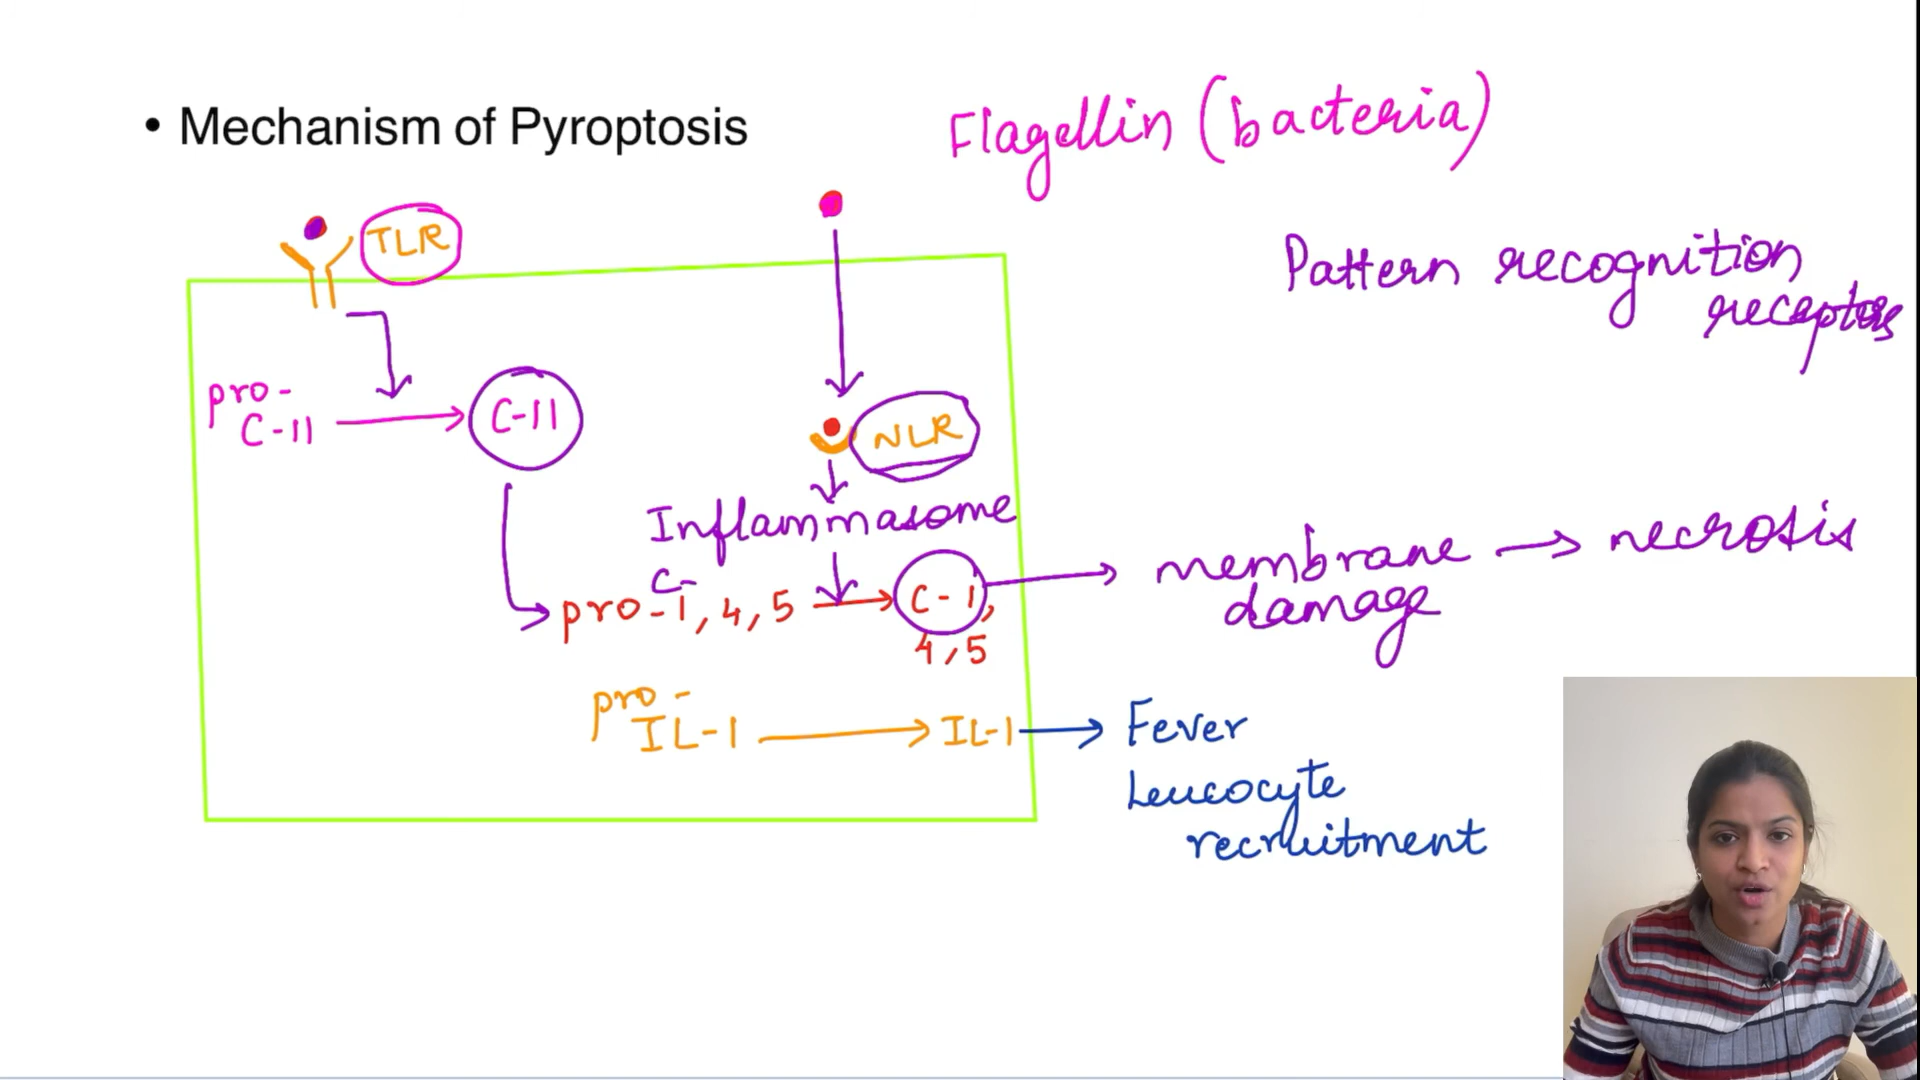 • Mechanism of Pyroptosis
Flagellin (bacteria)
TLR
Pattern recognition
receptors
pro-
C-11
C-11
NLR
Inflammasome
C-
pro-1, 4, 5
C-1,
4, 5
membrane
damage
necrosis
pro-
IL-1
IL-1
Fever
Leucocyte
recruitment